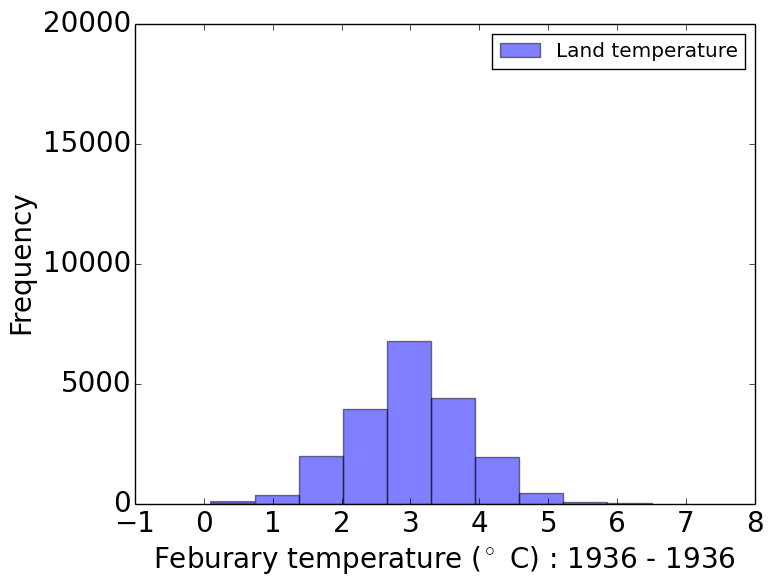 20000
15000
10000
5000
0
Frequency
Land temperature
−1 0 1 2 3 4 5 6 7 8
Feburary temperature (° C) : 1936 - 1936